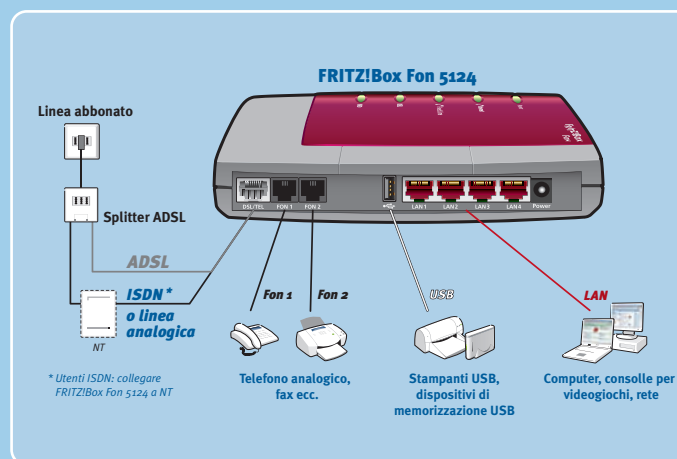 FRITZ!Box Fon 5124
Linea abbonato
Splitter ADSL
DSL/TEL
FON 1
FON 2
LAN 1
LAN 2
LAN 3
LAN 4
Power
ADSL
ISDN*
o linea
analogica
NT
Fon 1
Fon 2
USB
LAN
* Utenti ISDN: collegare
FRITZ!Box Fon 5124 a NT
Telefono analogico,
fax ecc.
Stampanti USB,
dispositivi di
memorizzazione USB
Computer, consolle per
videogiochi, rete